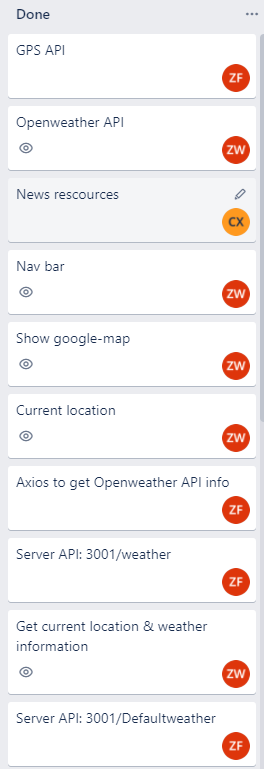 Done
GPS API
ZF
Openweather API
ZW
News rescources
CX
Nav bar
ZW
Show google-map
ZW
Current location
ZW
Axios to get Openweather API info
ZF
Server API: 3001/weather
ZF
Get current location & weather
information
ZW
Server API: 3001/Defaultweather
ZF